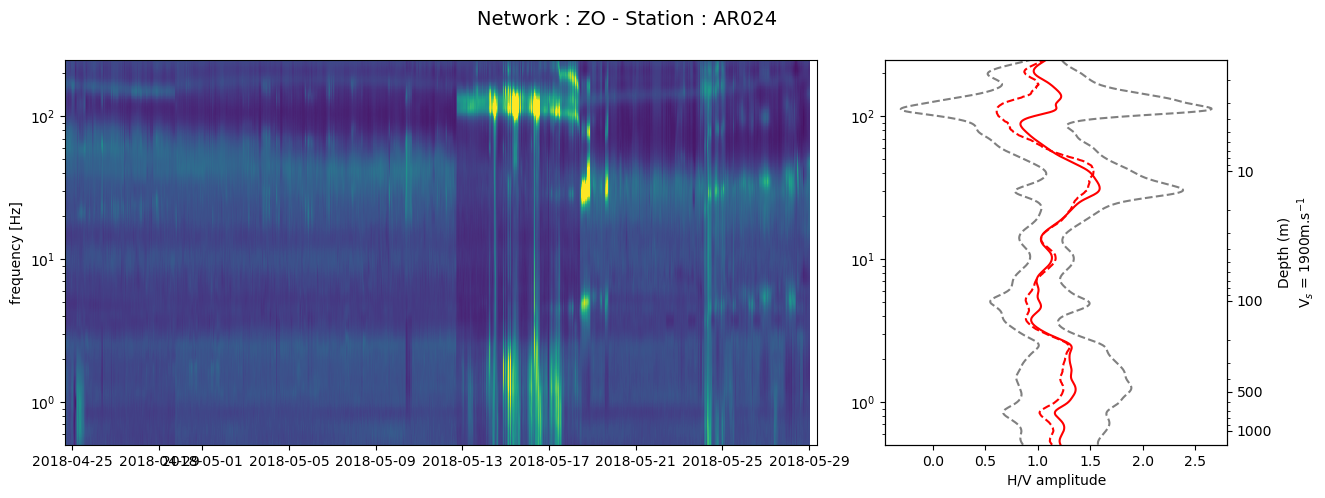 Network : ZO - Station : AR024
frequency [Hz]
10² 10¹ 10⁰
2018-04-25 2018-04-29 2018-05-01 2018-05-05 2018-05-09 2018-05-13 2018-05-17 2018-05-21 2018-05-25 2018-05-29
10² 10¹ 10⁰
0.0 0.5 1.0 1.5 2.0 2.5
H/V amplitude
10 100 500 1000
Depth (m)
Vₛ = 1900m.s⁻¹